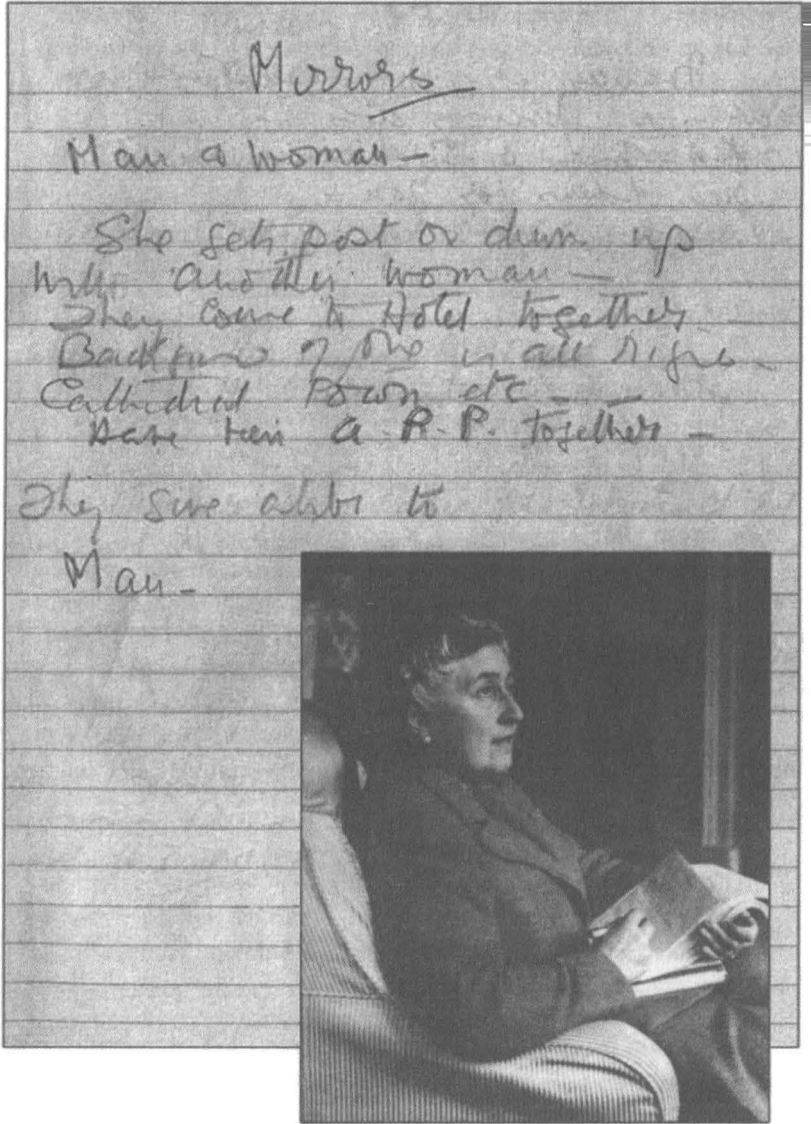 Mirrors
Man & woman –
She gets post or chum up
with another woman –
They come to Hotel together
Background of one is all right –
Cathedral Town etc – –
Have been A.R.P. together –
They give alibi to
Man –